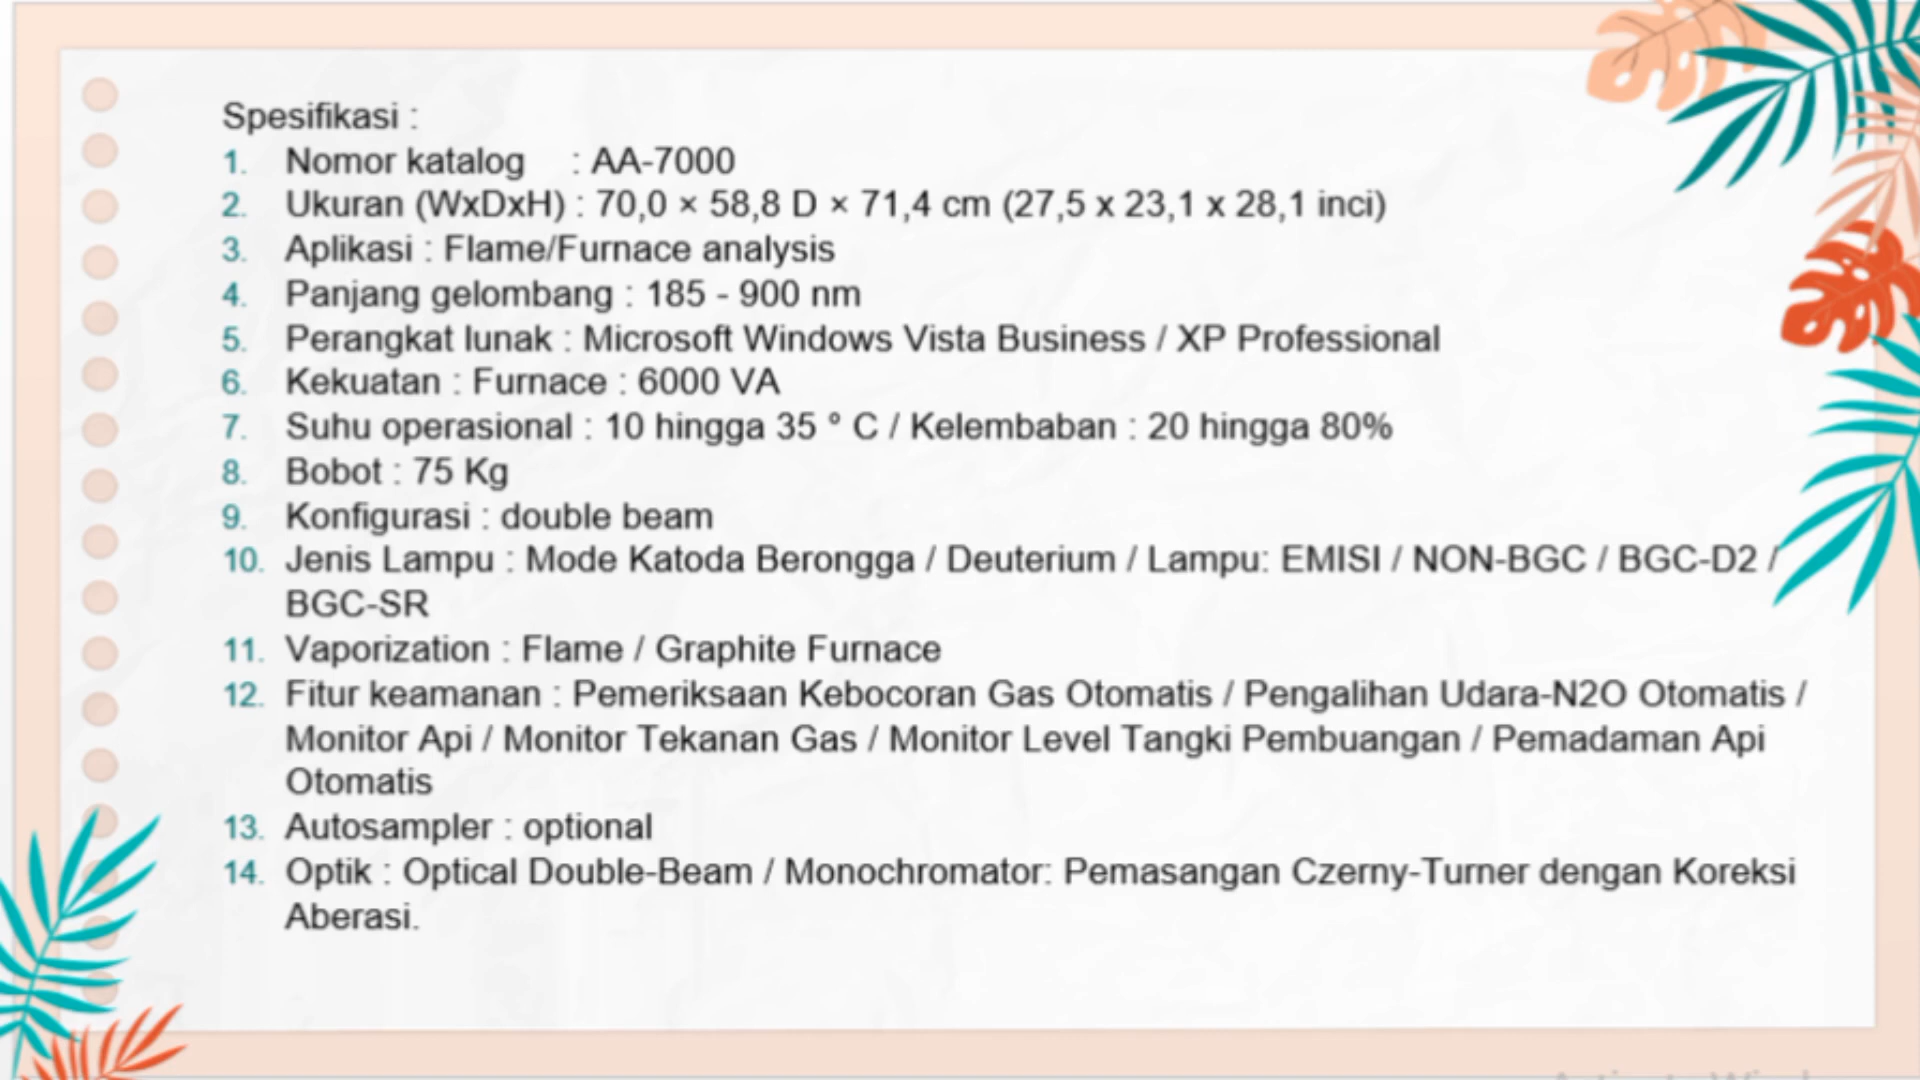 Spesifikasi :
1. Nomor katalog : AA-7000
2. Ukuran (WxDxH) : 70,0 × 58,8 D × 71,4 cm (27,5 x 23,1 x 28,1 inci)
3. Aplikasi : Flame/Furnace analysis
4. Panjang gelombang : 185 - 900 nm
5. Perangkat lunak : Microsoft Windows Vista Business / XP Professional
6. Kekuatan : Furnace : 6000 VA
7. Suhu operasional : 10 hingga 35 ° C / Kelembaban : 20 hingga 80%
8. Bobot : 75 Kg
9. Konfigurasi : double beam
10. Jenis Lampu : Mode Katoda Berongga / Deuterium / Lampu: EMISI / NON-BGC / BGC-D2 /
BGC-SR
11. Vaporization : Flame / Graphite Furnace
12. Fitur keamanan : Pemeriksaan Kebocoran Gas Otomatis / Pengalihan Udara-N2O Otomatis /
Monitor Api / Monitor Tekanan Gas / Monitor Level Tangki Pembuangan / Pemadaman Api
Otomatis
13. Autosampler : optional
14. Optik : Optical Double-Beam / Monochromator: Pemasangan Czerny-Turner dengan Koreksi
Aberasi.